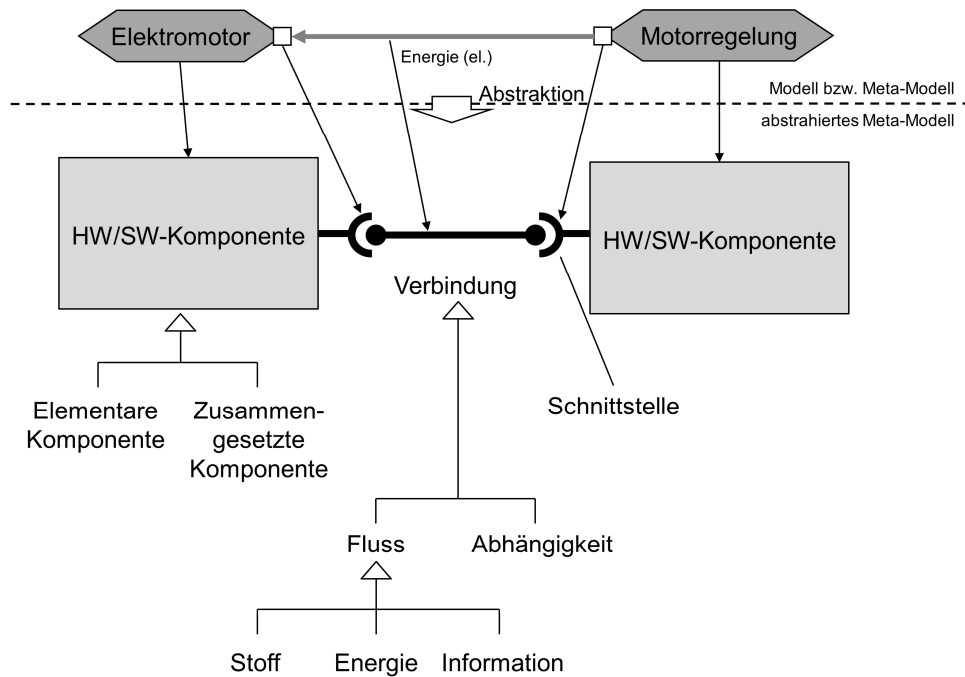 Elektromotor
Motorregelung
Energie (el.)
Abstraktion
Modell bzw. Meta-Modell
abstrahiertes Meta-Modell
HW/SW-Komponente
HW/SW-Komponente
Verbindung
Schnittstelle
Elementare
Komponente
Zusammen-
gesetzte
Komponente
Fluss
Abhängigkeit
Stoff
Energie
Information